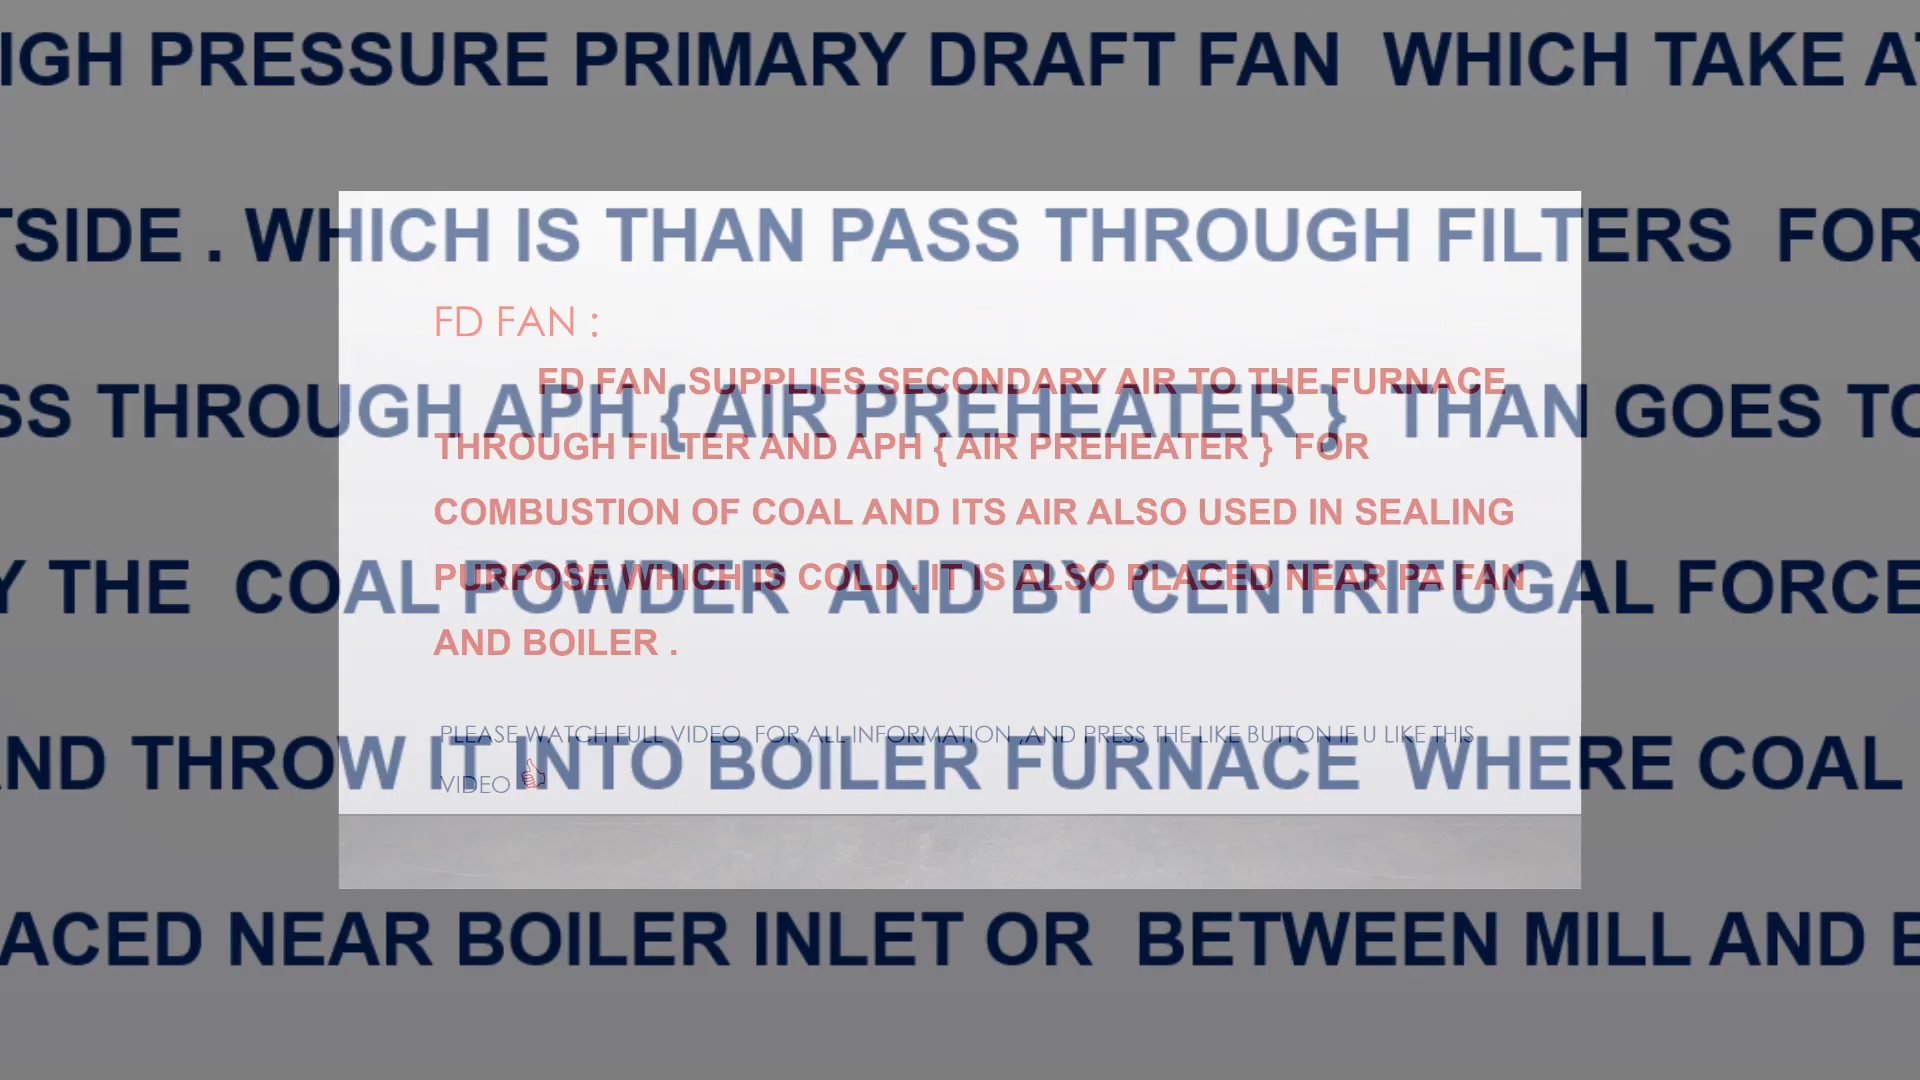 IGH PRESSURE PRIMARY DRAFT FAN WHICH TAKE AT
TSIDE . WHICH IS THAN PASS THROUGH FILTERS FOR
SS THROUGH APH { AIR PREHEATER } THAN GOES TO
Y THE COAL POWDER AND BY CENTRIFUGAL FORCE
ND THROW IT INTO BOILER FURNACE WHERE COAL
ACED NEAR BOILER INLET OR BETWEEN MILL AND B
FD FAN :
FD FAN SUPPLIES SECONDARY AIR TO THE FURNACE
THROUGH FILTER AND APH { AIR PREHEATER } FOR
COMBUSTION OF COAL AND ITS AIR ALSO USED IN SEALING
PURPOSE WHICH IS COLD . IT IS ALSO PLACED NEAR PA FAN
AND BOILER .
PLEASE WATCH FULL VIDEO FOR ALL INFORMATION AND PRESS THE LIKE BUTTON IF U LIKE THIS
VIDEO